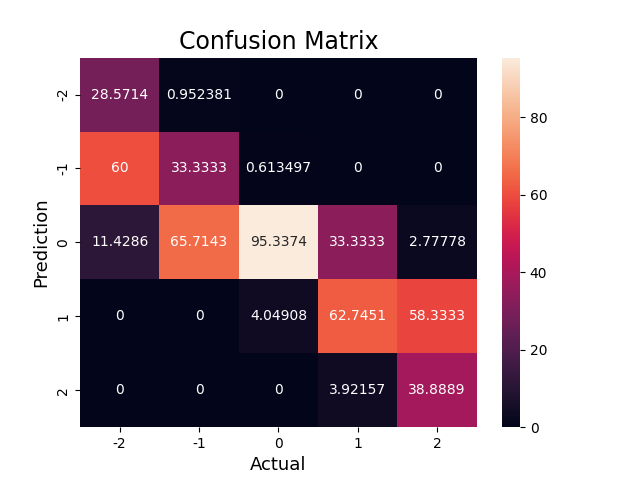 Confusion Matrix
-2 28.5714 0.952381 0 0 0
-1 60 33.3333 0.613497 0 0
0 11.4286 65.7143 95.3374 33.3333 2.77778
1 0 0 4.04908 62.7451 58.3333
2 0 0 0 3.92157 38.8889
-2 -1 0 1 2
Actual
Prediction
80
60
40
20
0